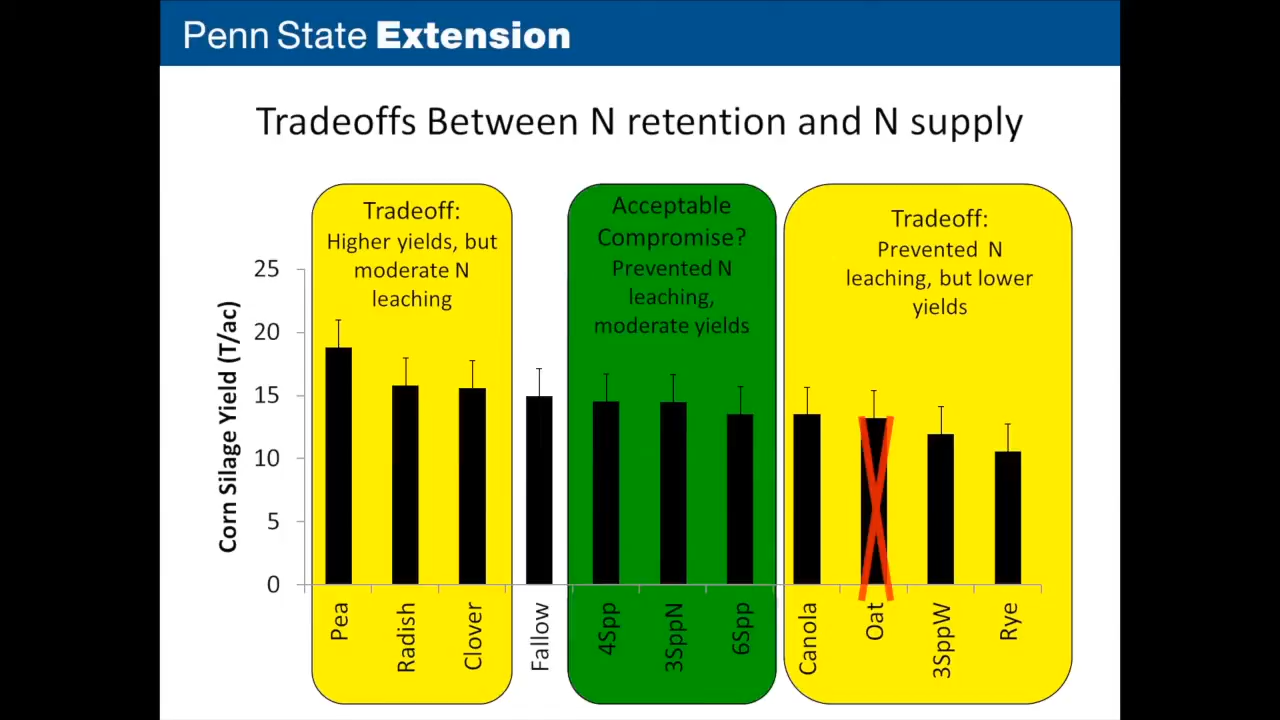 Penn State Extension
Tradeoffs Between N retention and N supply
Tradeoff:
Higher yields, but
moderate N
leaching
Acceptable
Compromise?
Prevented N
leaching,
moderate yields
Tradeoff:
Prevented N
leaching, but lower
yields
Corn Silage Yield (T/ac)
25
20
15
10
5
0
Pea
Radish
Clover
Fallow
4Spp
3SppN
6Spp
Canola
Oat
3SppW
Rye